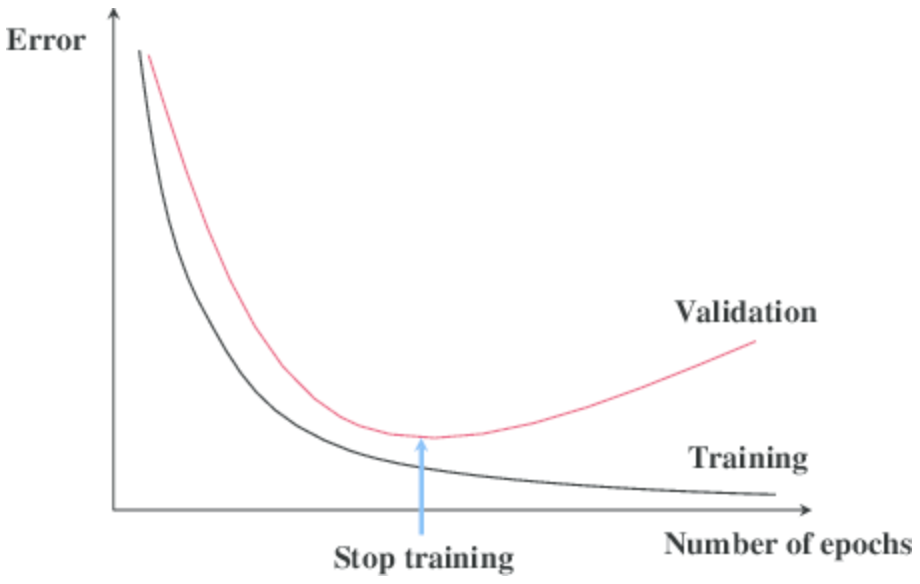 Error
Validation
Training
Number of epochs
Stop training